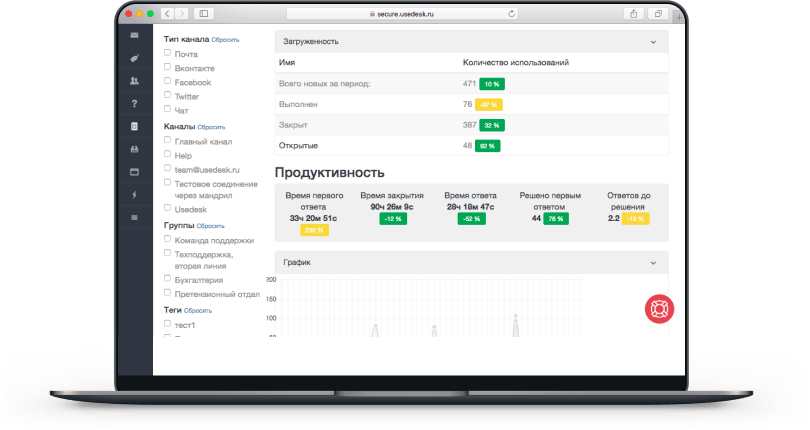 secure.usedesk.ru
Тип канала Сбросить
Почта
Вконтакте
Facebook
Twitter
Чат
Каналы Сбросить
Главный канал
Help
team@usedesk.ru
Тестовое соединение
через мандрил
Usedesk
Группы Сбросить
Команда поддержки
Техподдержка,
вторая линия
Бухгалтерия
Претензионный отдел
Теги Сбросить
тест1
Загруженность
Имя Количество использований
Всего новых за период: 471 10 %
Выполнен 76 -47 %
Закрыт 387 32 %
Открытые 48 92 %
Продуктивность
Время первого
ответа
33ч 20м 51с
233 %
Время закрытия
90ч 26м 9с
-12 %
Время ответа
28ч 18м 47с
-52 %
Решено первым
ответом
44 76 %
Ответов до
решения
2.2 -13 %
График
200
150
100